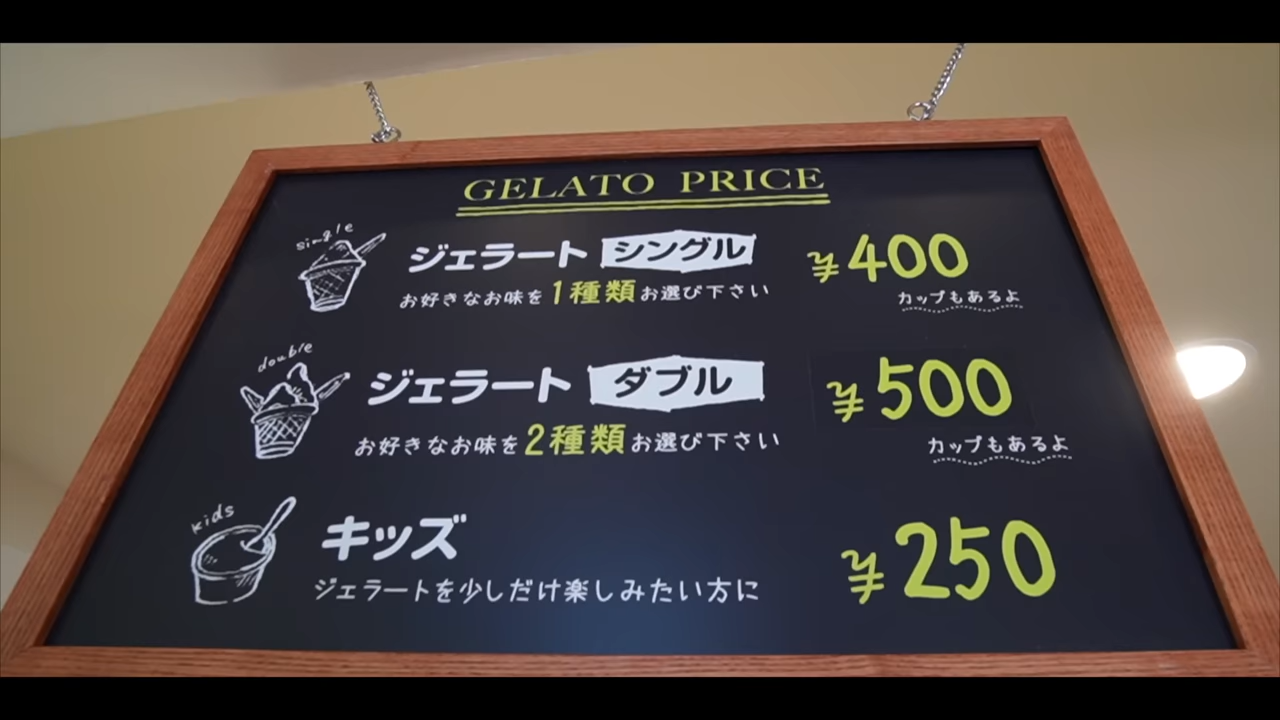 GELATO PRICE
single
ジェラート シングル ¥400
お好きなお味を1種類お選び下さい
カップもあるよ
double
ジェラート ダブル ¥500
お好きなお味を2種類お選び下さい
カップもあるよ
kids
キッズ ¥250
ジェラートを少しだけ楽しみたい方に